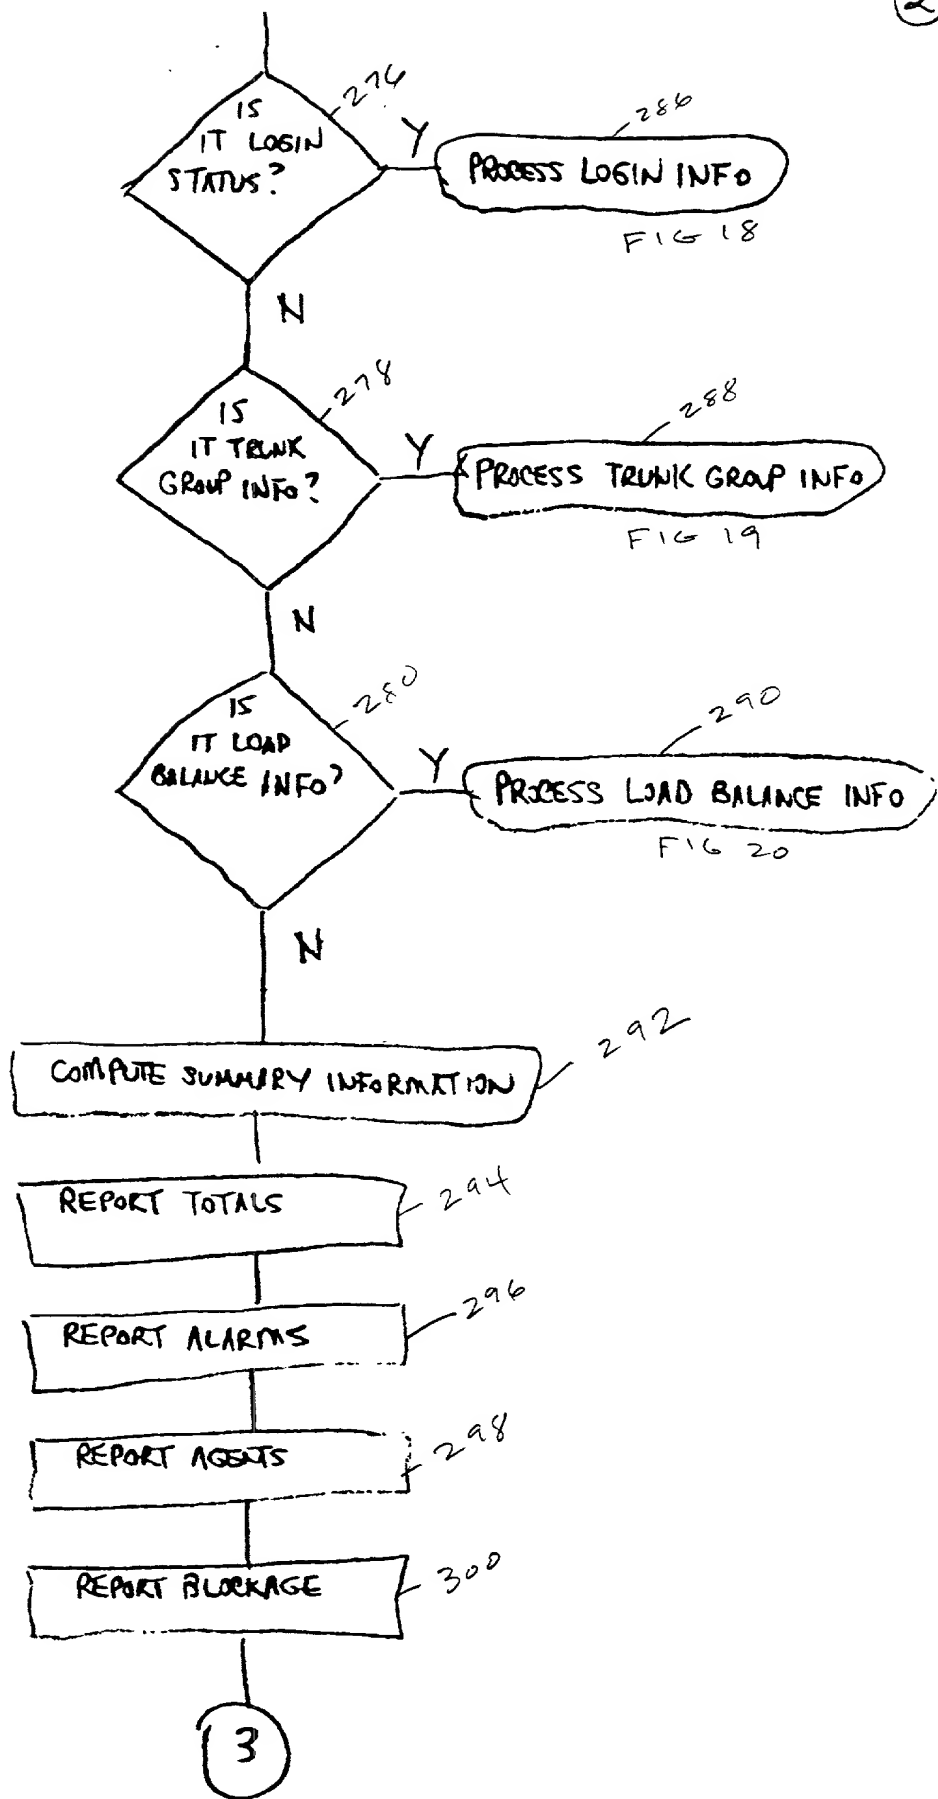 2
IS
IT LOGIN
STATUS?
276
Y
PROCESS LOGIN INFO
286
FIG 18
N
IS
IT TRUNK
GROUP INFO?
278
Y
PROCESS TRUNK GROUP INFO
288
FIG 19
N
IS
IT LOAD
BALANCE INFO?
280
Y
PROCESS LOAD BALANCE INFO
290
FIG 20
N
COMPUTE SUMMARY INFORMATION
292
REPORT TOTALS
294
REPORT ALARMS
296
REPORT AGENTS
298
REPORT BLOCKAGE
300
3